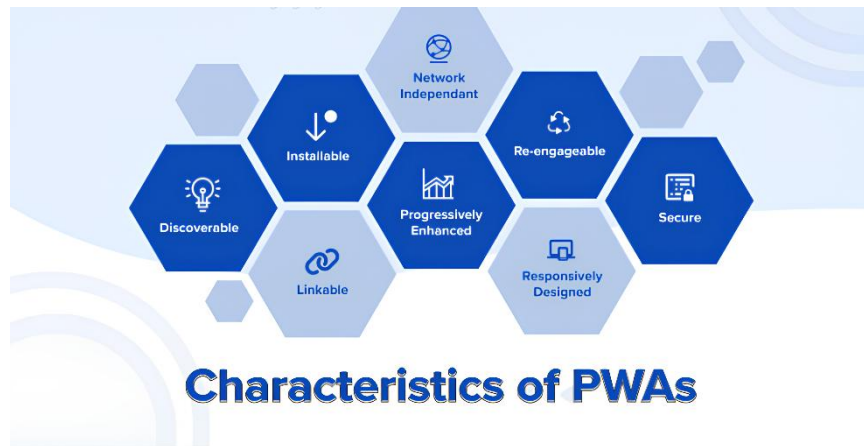 Network
Independant
Installable
Re-engageable
Discoverable
Progressively
Enhanced
Secure
Linkable
Responsively
Designed
Characteristics of PWAs